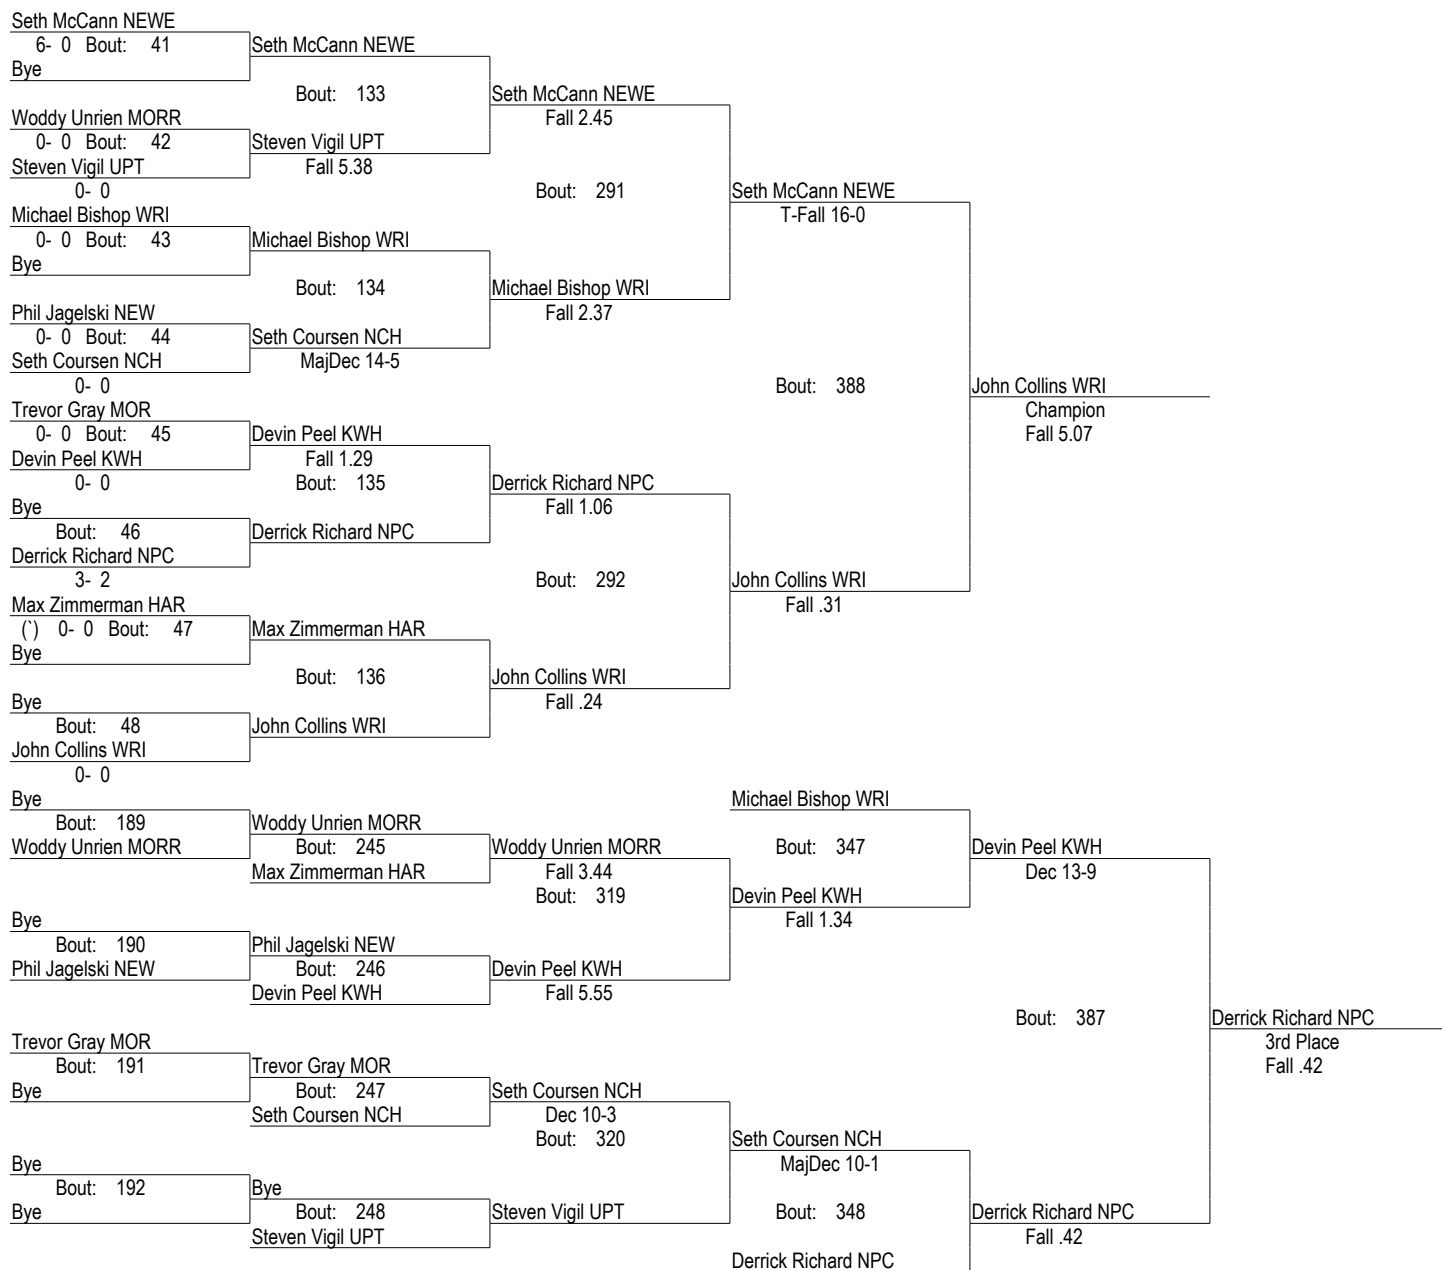 Seth McCann NEWE
6- 0 Bout: 41
Seth McCann NEWE
Bye
Bout: 133
Seth McCann NEWE
Woddy Unrien MORR
Fall 2.45
0- 0 Bout: 42
Steven Vigil UPT
Steven Vigil UPT
Fall 5.38
0- 0
Bout: 291
Seth McCann NEWE
Michael Bishop WRI
T-Fall 16-0
0- 0 Bout: 43
Michael Bishop WRI
Bye
Bout: 134
Michael Bishop WRI
Phil Jagelski NEW
Fall 2.37
0- 0 Bout: 44
Seth Coursen NCH
Seth Coursen NCH
MajDec 14-5
0- 0
Bout: 388
John Collins WRI
Trevor Gray MOR
Champion
0- 0 Bout: 45
Devin Peel KWH
Fall 5.07
Devin Peel KWH
Fall 1.29
0- 0
Bout: 135
Derrick Richard NPC
Bye
Fall 1.06
Bout: 46
Derrick Richard NPC
Derrick Richard NPC
3- 2
Bout: 292
John Collins WRI
Max Zimmerman HAR
Fall .31
(`) 0- 0 Bout: 47
Max Zimmerman HAR
Bye
Bout: 136
John Collins WRI
Bye
Fall .24
Bout: 48
John Collins WRI
John Collins WRI
0- 0
Bye
Michael Bishop WRI
Bout: 189
Woddy Unrien MORR
Woddy Unrien MORR
Bout: 245
Woddy Unrien MORR
Bout: 347
Devin Peel KWH
Max Zimmerman HAR
Fall 3.44
Dec 13-9
Bout: 319
Devin Peel KWH
Bye
Fall 1.34
Bout: 190
Phil Jagelski NEW
Phil Jagelski NEW
Bout: 246
Devin Peel KWH
Devin Peel KWH
Fall 5.55
Bout: 387
Derrick Richard NPC
Trevor Gray MOR
3rd Place
Bout: 191
Trevor Gray MOR
Fall .42
Bye
Bout: 247
Seth Coursen NCH
Seth Coursen NCH
Dec 10-3
Bout: 320
Seth Coursen NCH
Bye
MajDec 10-1
Bout: 192
Bye
Bye
Bout: 248
Steven Vigil UPT
Bout: 348
Derrick Richard NPC
Steven Vigil UPT
Fall .42
Derrick Richard NPC